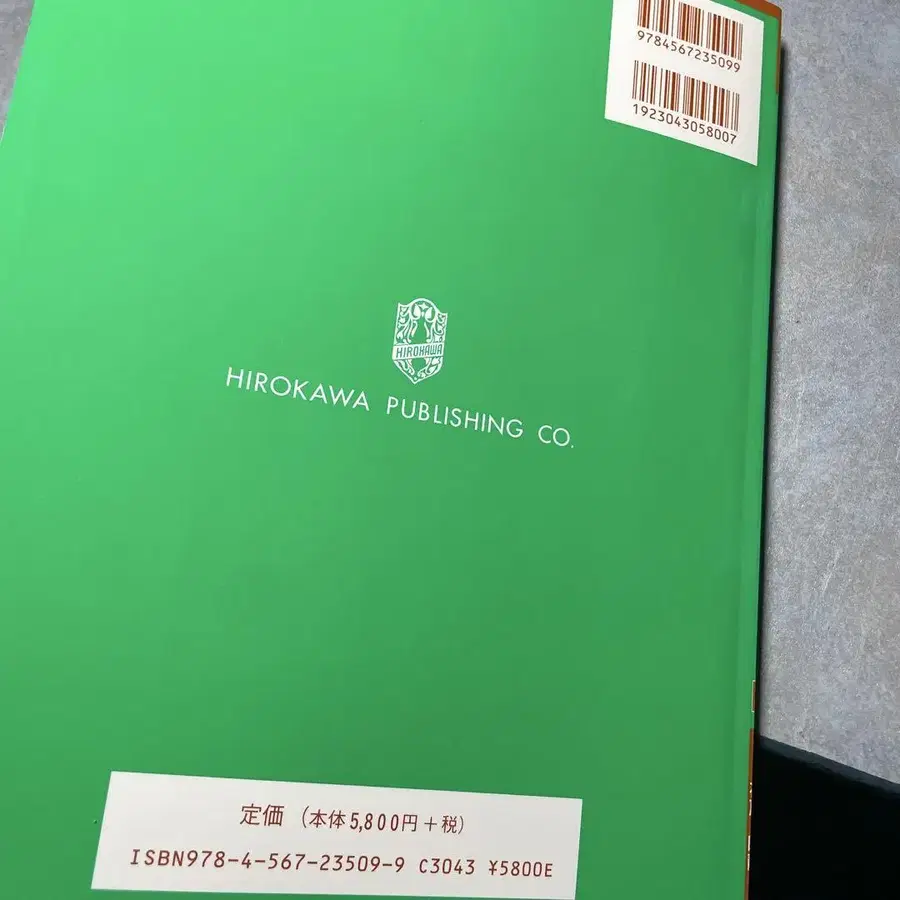 9784567235099
1923043058007
HIROKAWA
HIROKAWA PUBLISHING CO.
定価 (本体5,800円+税)
ISBN978-4-567-23509-9 C3043 ¥5800E